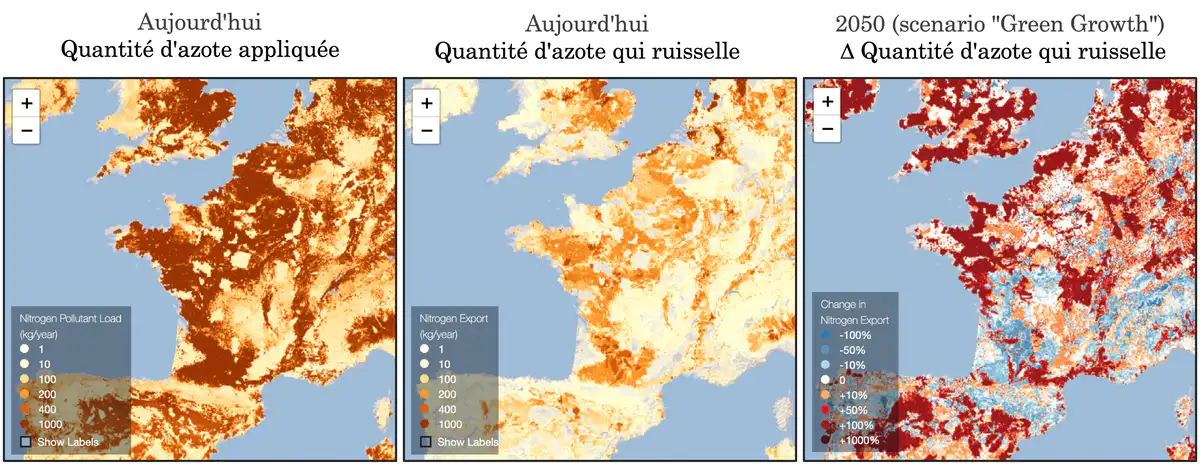 Aujourd'hui
Quantité d'azote appliquée
Aujourd'hui
Quantité d'azote qui ruisselle
2050 (scenario "Green Growth")
Δ Quantité d'azote qui ruisselle
+
−
Nitrogen Pollutant Load
(kg/year)
1
10
100
200
400
1000
Show Labels
+
−
Nitrogen Export
(kg/year)
1
10
100
200
400
1000
Show Labels
+
−
Change in
Nitrogen Export
-100%
-50%
-10%
0
+10%
+50%
+100%
+1000%